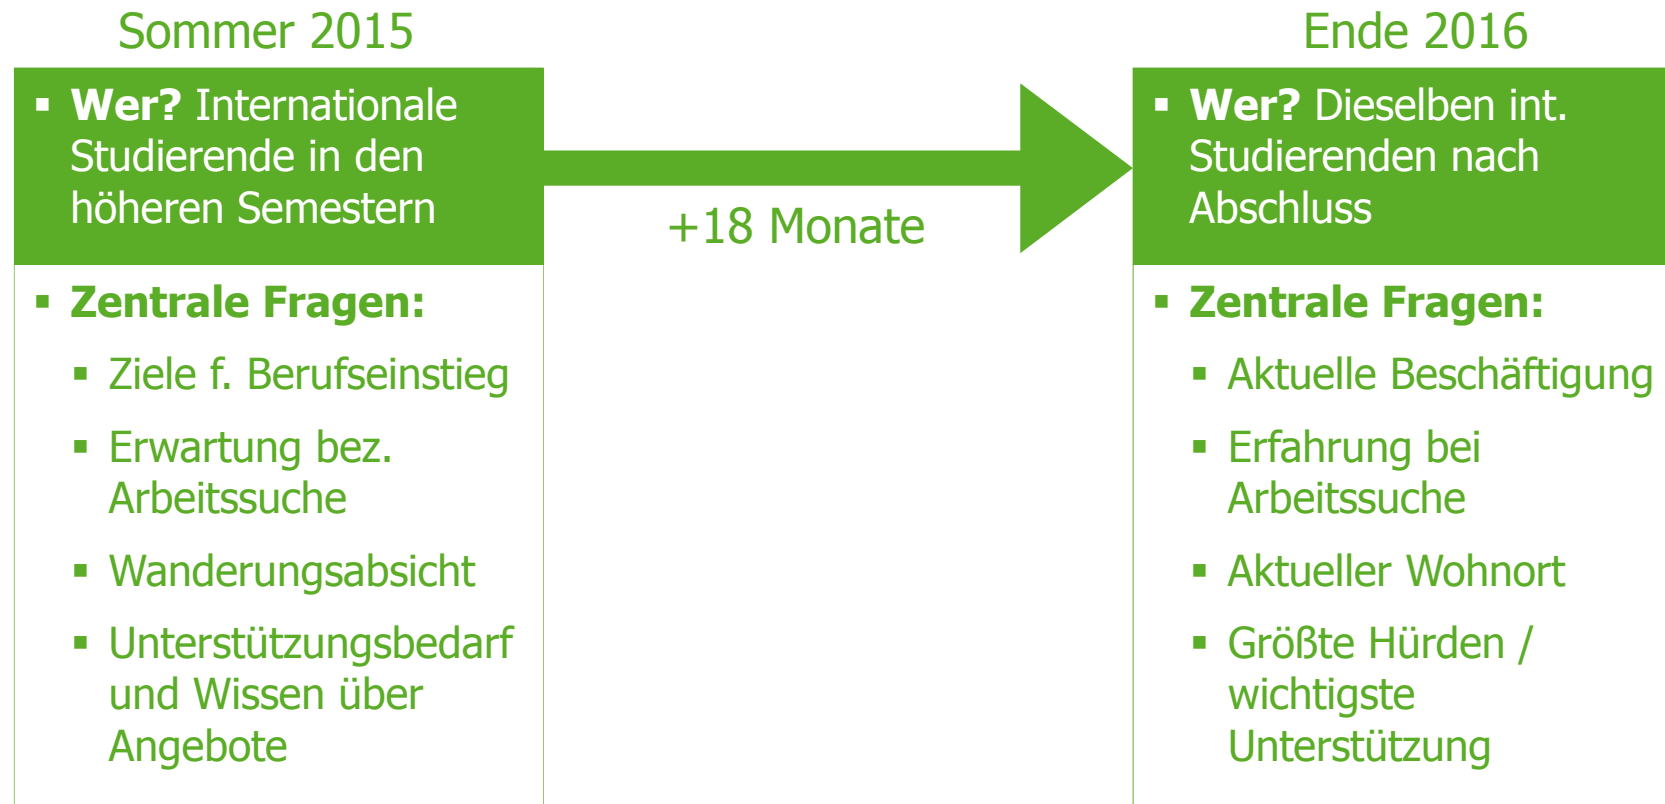 Sommer 2015
▪ Wer? Internationale
Studierende in den
höheren Semestern
▪ Zentrale Fragen:
▪ Ziele f. Berufseinstieg
▪ Erwartung bez.
Arbeitssuche
▪ Wanderungsabsicht
▪ Unterstützungsbedarf
und Wissen über
Angebote
+18 Monate
Ende 2016
▪ Wer? Dieselben int.
Studierenden nach
Abschluss
▪ Zentrale Fragen:
▪ Aktuelle Beschäftigung
▪ Erfahrung bei
Arbeitssuche
▪ Aktueller Wohnort
▪ Größte Hürden /
wichtigste
Unterstützung